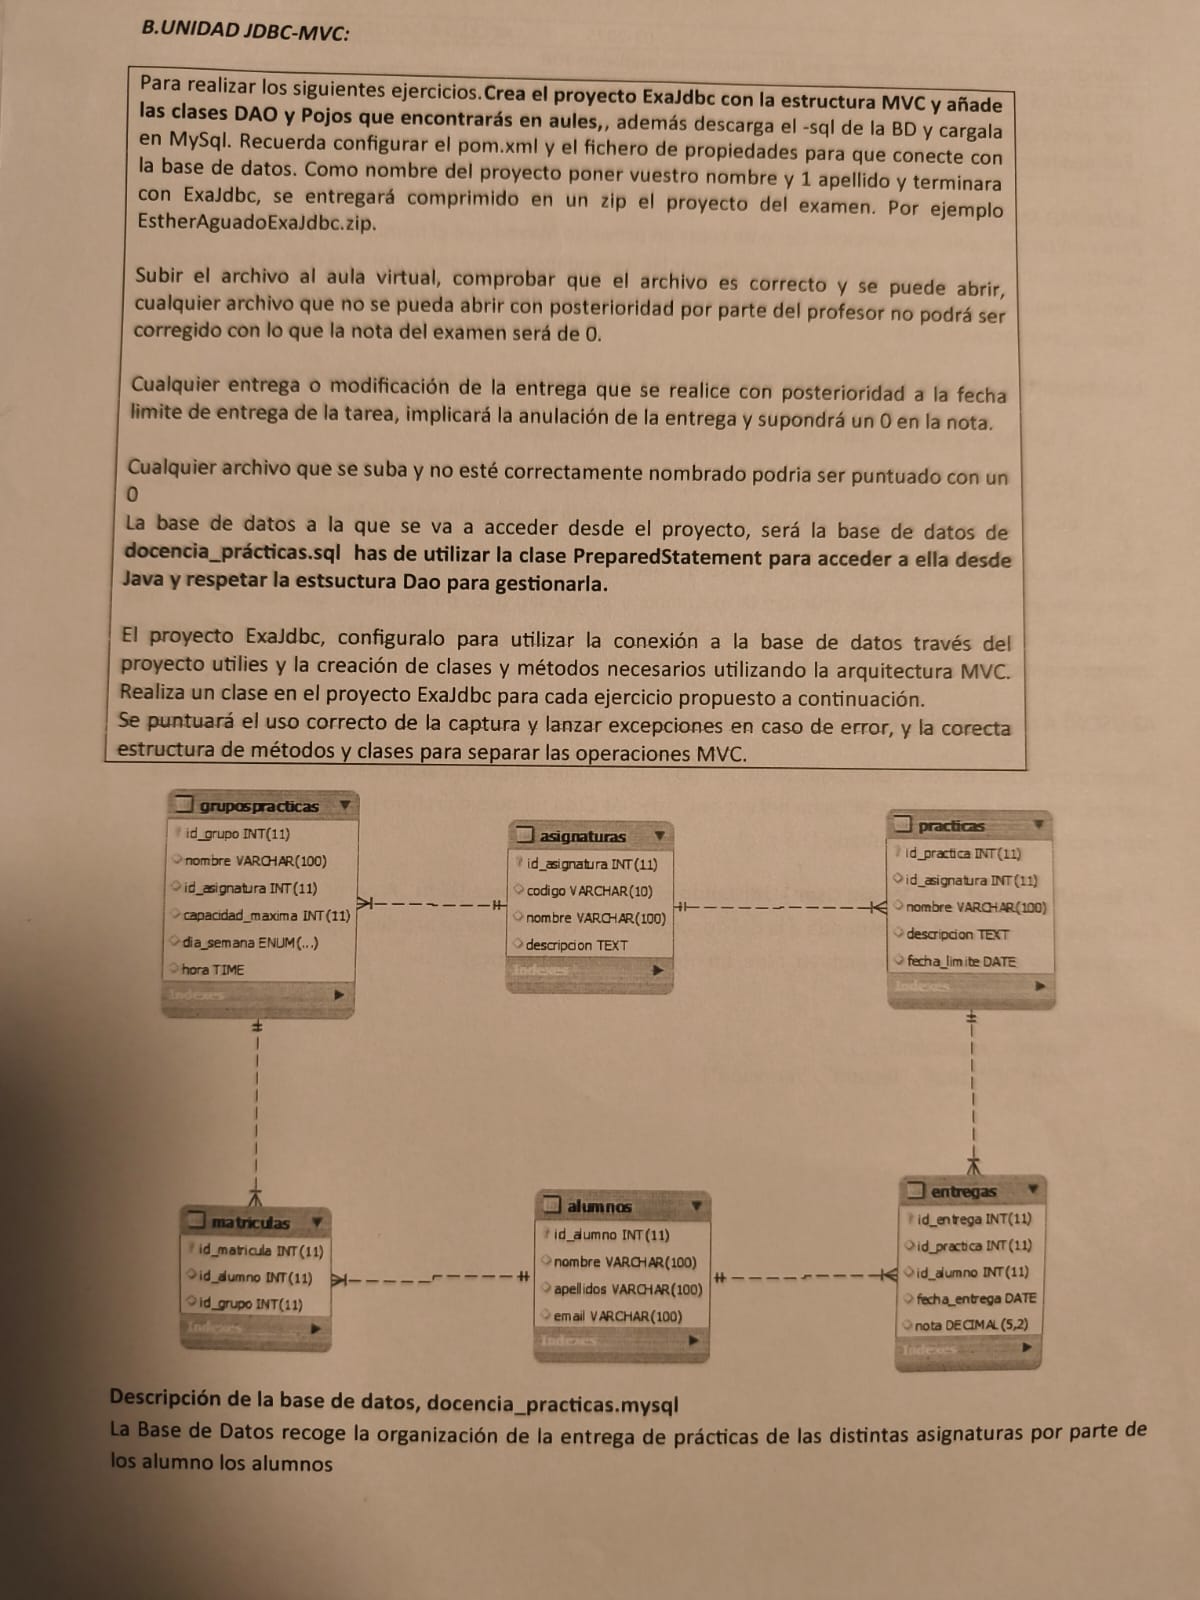 B.UNIDAD JDBC-MVC:
Para realizar los siguientes ejercicios.Crea el proyecto ExaJdbc con la estructura MVC y añade
las clases DAO y Pojos que encontrarás en aules,, además descarga el -sql de la BD y cargala
en MySql. Recuerda configurar el pom.xml y el fichero de propiedades para que conecte con
la base de datos. Como nombre del proyecto poner vuestro nombre y 1 apellido y terminara
con ExaJdbc, se entregará comprimido en un zip el proyecto del examen. Por ejemplo
EstherAguadoExaJdbc.zip.
Subir el archivo al aula virtual, comprobar que el archivo es correcto y se puede abrir,
cualquier archivo que no se pueda abrir con posterioridad por parte del profesor no podrá ser
corregido con lo que la nota del examen será de 0.
Cualquier entrega o modificación de la entrega que se realice con posterioridad a la fecha
limite de entrega de la tarea, implicará la anulación de la entrega y supondrá un 0 en la nota.
Cualquier archivo que se suba y no esté correctamente nombrado podria ser puntuado con un
0
La base de datos a la que se va a acceder desde el proyecto, será la base de datos de
docencia_prácticas.sql has de utilizar la clase PreparedStatement para acceder a ella desde
Java y respetar la estsuctura Dao para gestionarla.
El proyecto ExaJdbc, configuralo para utilizar la conexión a la base de datos través del
proyecto utilies y la creación de clases y métodos necesarios utilizando la arquitectura MVC.
Realiza un clase en el proyecto ExaJdbc para cada ejercicio propuesto a continuación.
Se puntuará el uso correcto de la captura y lanzar excepciones en caso de error, y la corecta
estructura de métodos y clases para separar las operaciones MVC.
grupospracticas
id_grupo INT(11)
nombre VARCHAR(100)
id_asignatura INT(11)
capacidad_maxima INT(11)
dia_semana ENUM(...)
hora TIME
Indexes
asignaturas
id_asignatura INT(11)
codigo VARCHAR(10)
nombre VARCHAR(100)
descripcion TEXT
Indexes
practicas
id_practica INT(11)
id_asignatura INT(11)
nombre VARCHAR(100)
descripcion TEXT
fecha_limite DATE
Indexes
matriculas
id_matricula INT(11)
id_alumno INT(11)
id_grupo INT(11)
Indexes
alumnos
id_alumno INT(11)
nombre VARCHAR(100)
apellidos VARCHAR(100)
email VARCHAR(100)
Indexes
entregas
id_entrega INT(11)
id_practica INT(11)
id_alumno INT(11)
fecha_entrega DATE
nota DECIMAL(5,2)
Indexes
Descripción de la base de datos, docencia_practicas.mysql
La Base de Datos recoge la organización de la entrega de prácticas de las distintas asignaturas por parte de
los alumno los alumnos